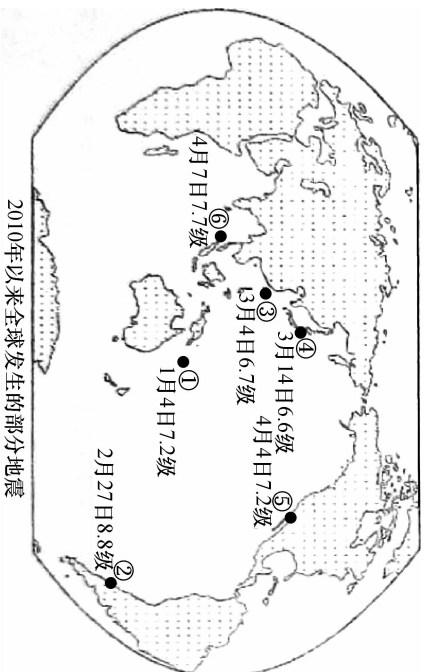 4月7日7.7级
⑥
③
3月4日6.7级
④
3月14日6.6级
①
1月4日7.2级
⑤
4月4日7.2级
②
2月27日8.8级
2010年以来全球发生的部分地震